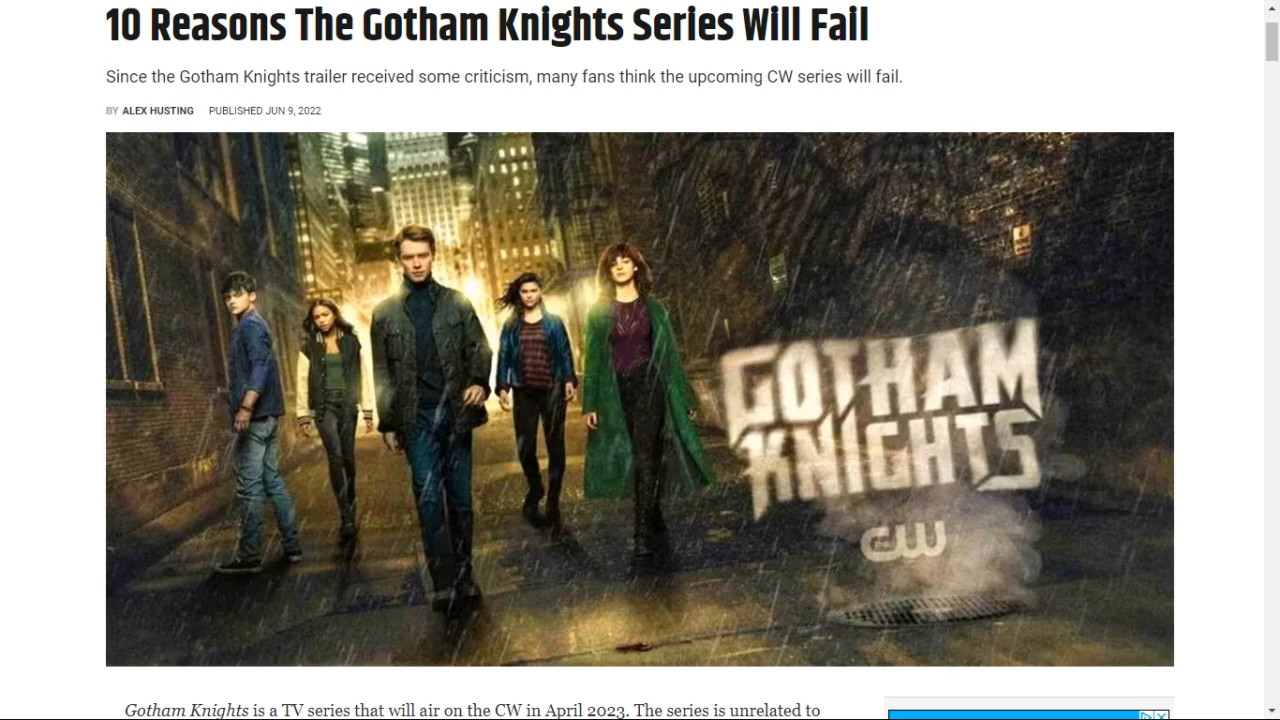 10 Reasons The Gotham Knights Series Will Fail
Since the Gotham Knights trailer received some criticism, many fans think the upcoming CW series will fail.
BY ALEX HUSTING PUBLISHED JUN 9, 2022
GOTHAM
KNIGHTS
CW
Gotham Knights is a TV series that will air on the CW in April 2023. The series is unrelated to